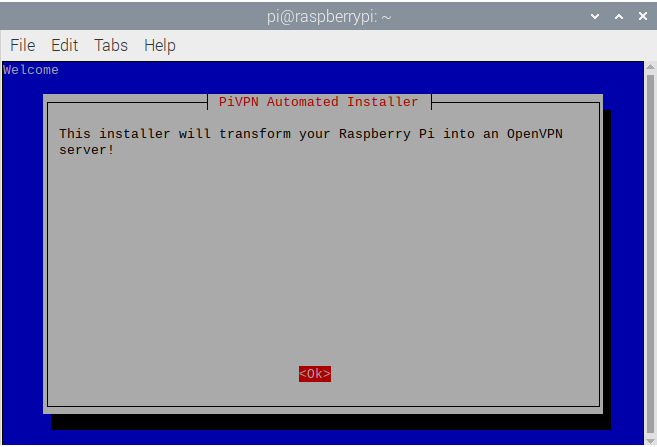 pi@raspberrypi: ~
File Edit Tabs Help
Welcome
PiVPN Automated Installer
This installer will transform your Raspberry Pi into an OpenVPN
server!
<Ok>